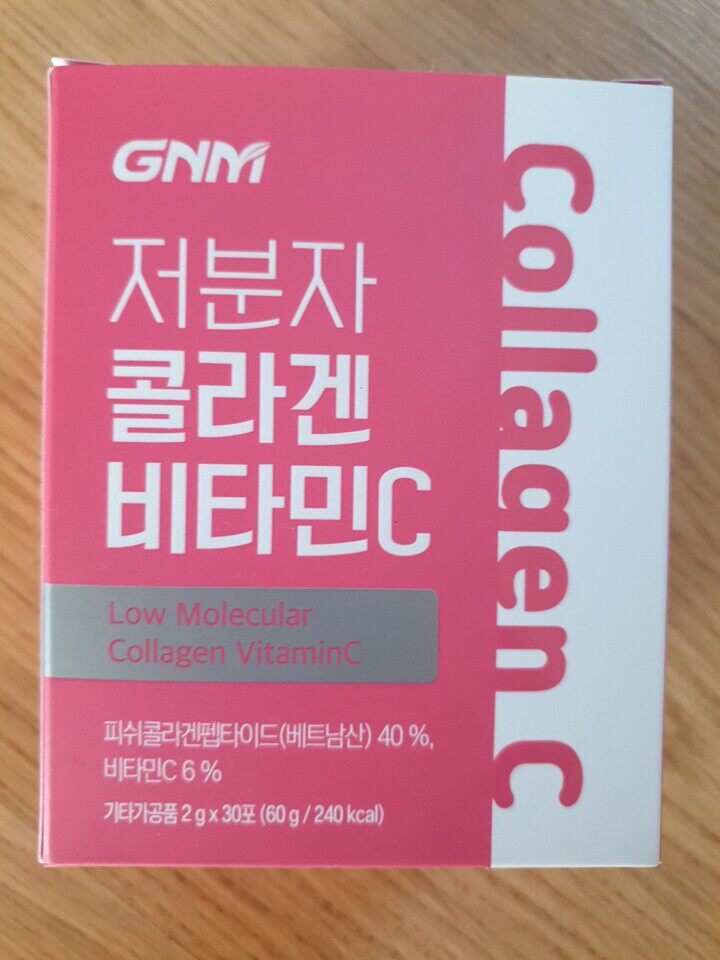 GNM
저분자
콜라겐
비타민C
Low Molecular
Collagen VitaminC
피쉬콜라겐펩타이드(베트남산) 40 %,
비타민C 6 %
기타가공품 2 g x 30포 (60 g / 240 kcal)
Collagen C